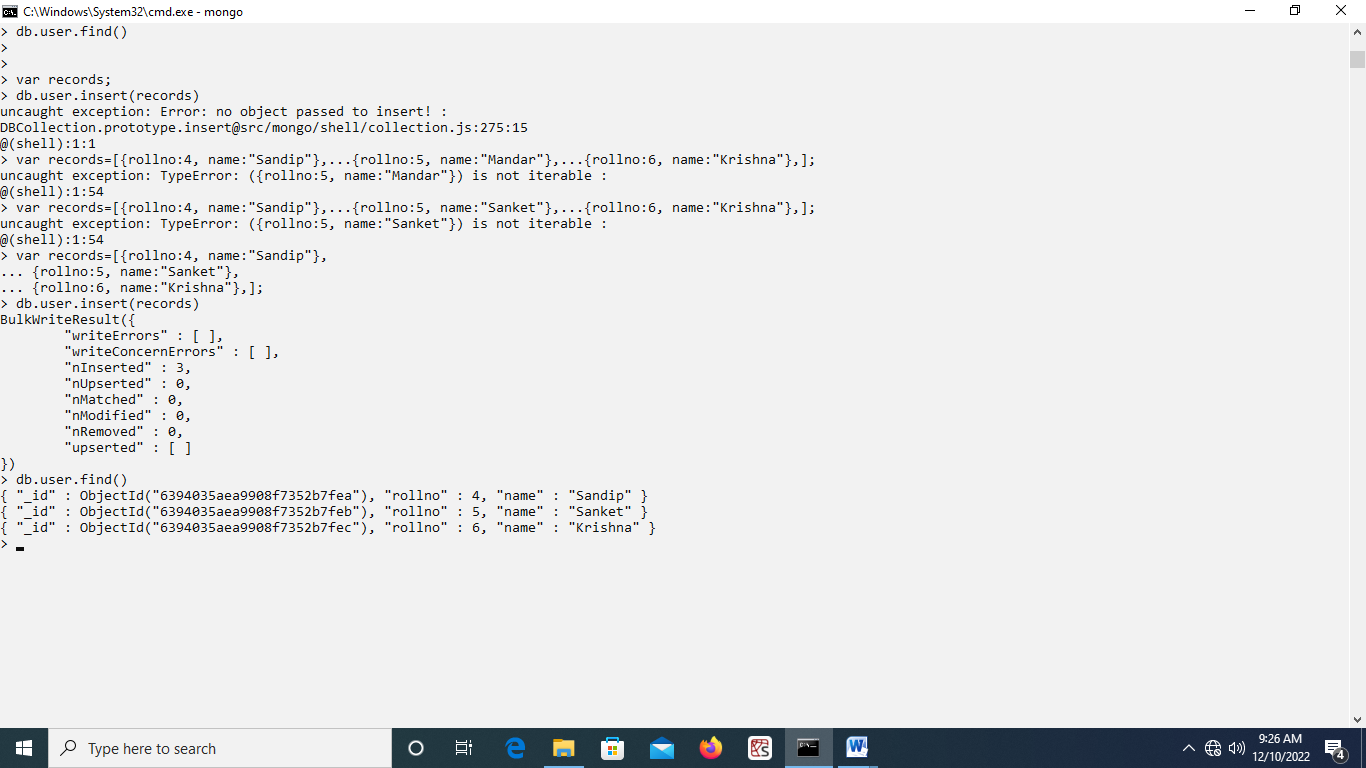 C:\Windows\System32\cmd.exe - mongo
> db.user.find()
>
>
> var records;
> db.user.insert(records)
uncaught exception: Error: no object passed to insert! :
DBCollection.prototype.insert@src/mongo/shell/collection.js:275:15
@(shell):1:1
> var records=[{rollno:4, name:"Sandip"},...{rollno:5, name:"Mandar"},...{rollno:6, name:"Krishna"},];
uncaught exception: TypeError: ({rollno:5, name:"Mandar"}) is not iterable :
@(shell):1:54
> var records=[{rollno:4, name:"Sandip"},...{rollno:5, name:"Sanket"},...{rollno:6, name:"Krishna"},];
uncaught exception: TypeError: ({rollno:5, name:"Sanket"}) is not iterable :
@(shell):1:54
> var records=[{rollno:4, name:"Sandip"},
... {rollno:5, name:"Sanket"},
... {rollno:6, name:"Krishna"},];
> db.user.insert(records)
BulkWriteResult({
        "writeErrors" : [ ],
        "writeConcernErrors" : [ ],
        "nInserted" : 3,
        "nUpserted" : 0,
        "nMatched" : 0,
        "nModified" : 0,
        "nRemoved" : 0,
        "upserted" : [ ]
})
> db.user.find()
{ "_id" : ObjectId("6394035aea9908f7352b7fea"), "rollno" : 4, "name" : "Sandip" }
{ "_id" : ObjectId("6394035aea9908f7352b7feb"), "rollno" : 5, "name" : "Sanket" }
{ "_id" : ObjectId("6394035aea9908f7352b7fec"), "rollno" : 6, "name" : "Krishna" }
>
Type here to search
9:26 AM
12/10/2022
4